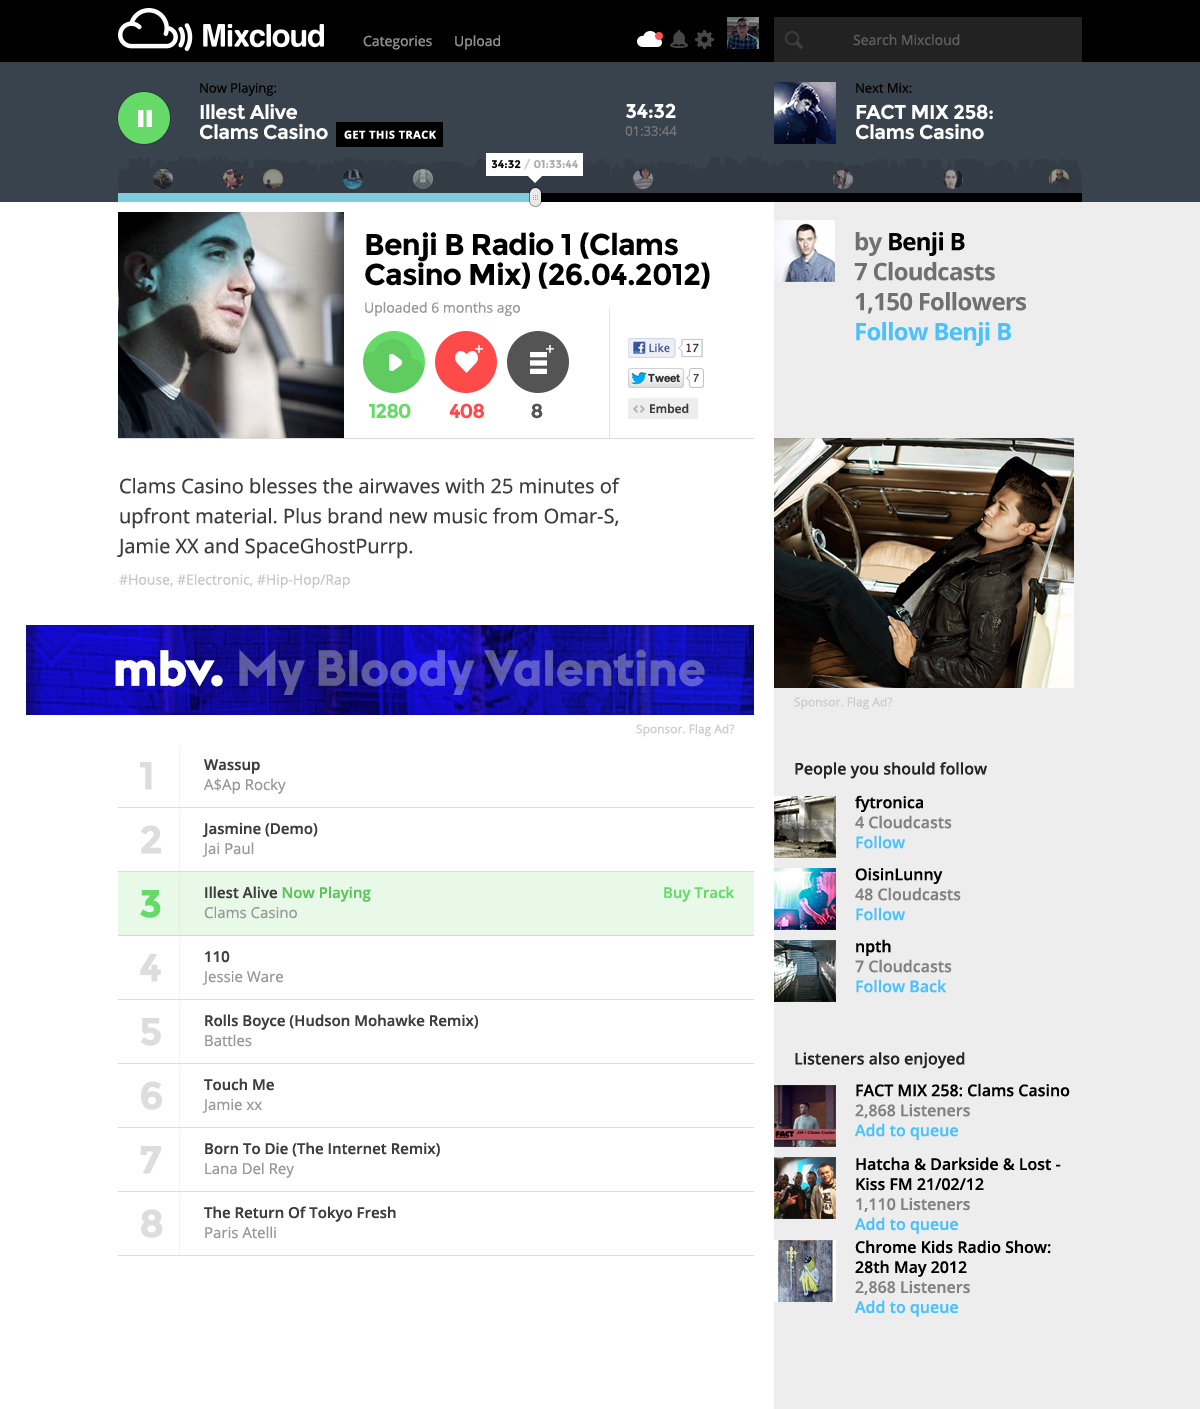 Mixcloud
Categories
Upload
Search Mixcloud
Now Playing:
Illest Alive
Clams Casino
GET THIS TRACK
34:32
01:33:44
Next Mix:
FACT MIX 258:
Clams Casino
34:32 / 01:33:44
Benji B Radio 1 (Clams
Casino Mix) (26.04.2012)
Uploaded 6 months ago
1280
408
8
Like
17
Tweet
7
Embed
by Benji B
7 Cloudcasts
1,150 Followers
Follow Benji B
Clams Casino blesses the airwaves with 25 minutes of
upfront material. Plus brand new music from Omar-S,
Jamie XX and SpaceGhostPurrp.
#House, #Electronic, #Hip-Hop/Rap
mbv. My Bloody Valentine
Sponsor. Flag Ad?
1
Wassup
A$Ap Rocky
2
Jasmine (Demo)
Jai Paul
3
Illest Alive Now Playing
Buy Track
Clams Casino
4
110
Jessie Ware
5
Rolls Boyce (Hudson Mohawke Remix)
Battles
6
Touch Me
Jamie xx
7
Born To Die (The Internet Remix)
Lana Del Rey
8
The Return Of Tokyo Fresh
Paris Atelli
Sponsor. Flag Ad?
People you should follow
fytronica
4 Cloudcasts
Follow
OisinLunny
48 Cloudcasts
Follow
npth
7 Cloudcasts
Follow Back
Listeners also enjoyed
FACT
FACT MIX 258: Clams Casino
2,868 Listeners
Add to queue
Hatcha & Darkside & Lost -
Kiss FM 21/02/12
1,110 Listeners
Add to queue
Chrome Kids Radio Show:
28th May 2012
2,868 Listeners
Add to queue